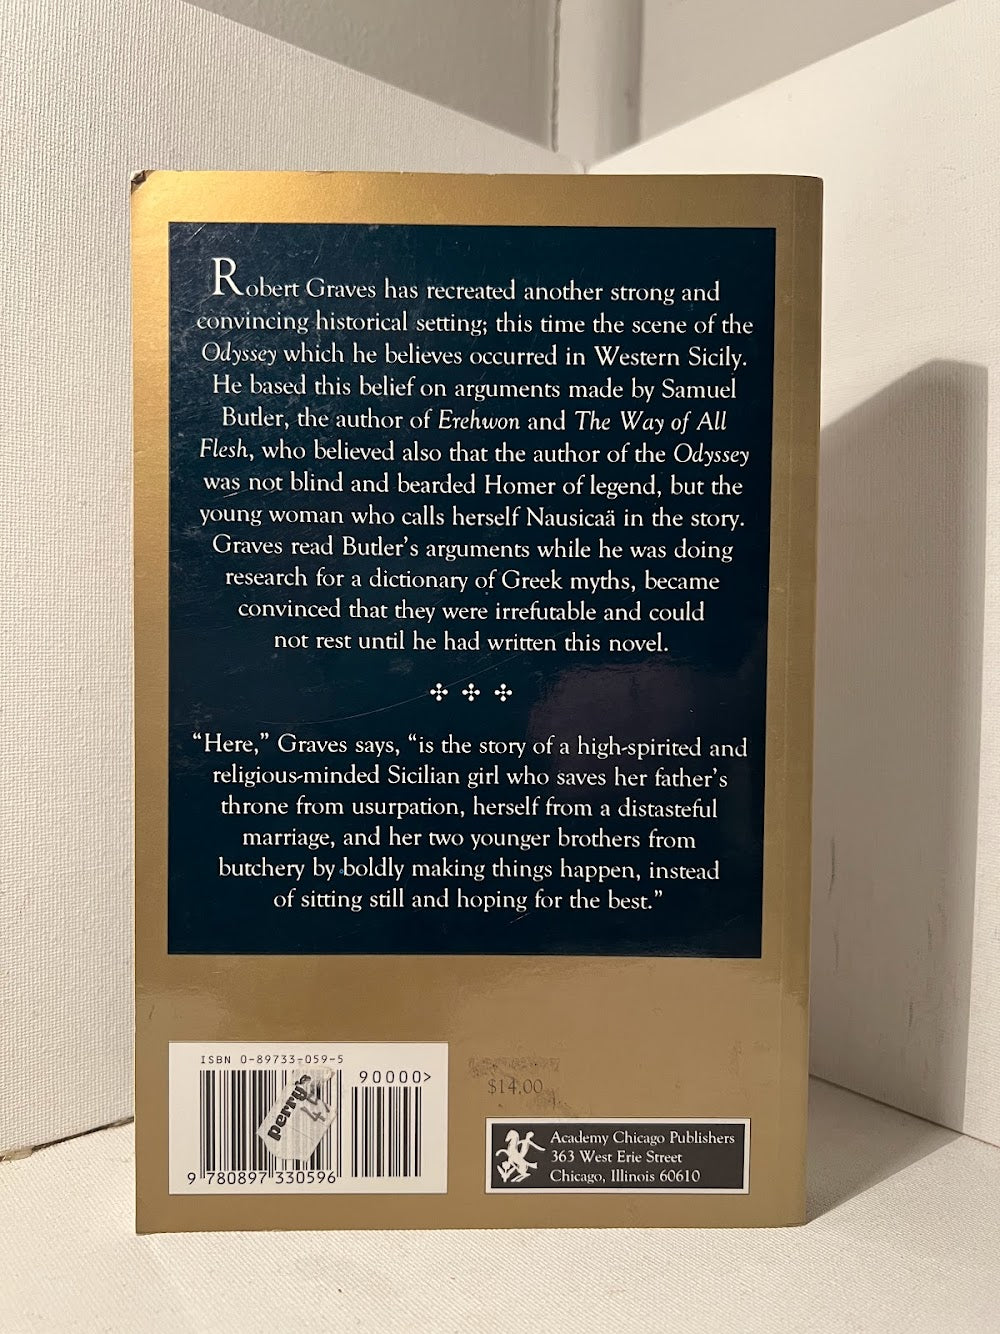 Robert Graves has recreated another strong and
convincing historical setting; this time the scene of the
Odyssey which he believes occurred in Western Sicily.
He based this belief on arguments made by Samuel
Butler, the author of Erehwon and The Way of All
Flesh, who believed also that the author of the Odyssey
was not blind and bearded Homer of legend, but the
young woman who calls herself Nausicaä in the story.
Graves read Butler's arguments while he was doing
research for a dictionary of Greek myths, became
convinced that they were irrefutable and could
not rest until he had written this novel.
“Here,” Graves says, “is the story of a high-spirited and
religious-minded Sicilian girl who saves her father's
throne from usurpation, herself from a distasteful
marriage, and her two younger brothers from
butchery by boldly making things happen, instead
of sitting still and hoping for the best.”
ISBN 0-89733-059-5
90000>
perry's
9 780897 330596
$14.00
Academy Chicago Publishers
363 West Erie Street
Chicago, Illinois 60610